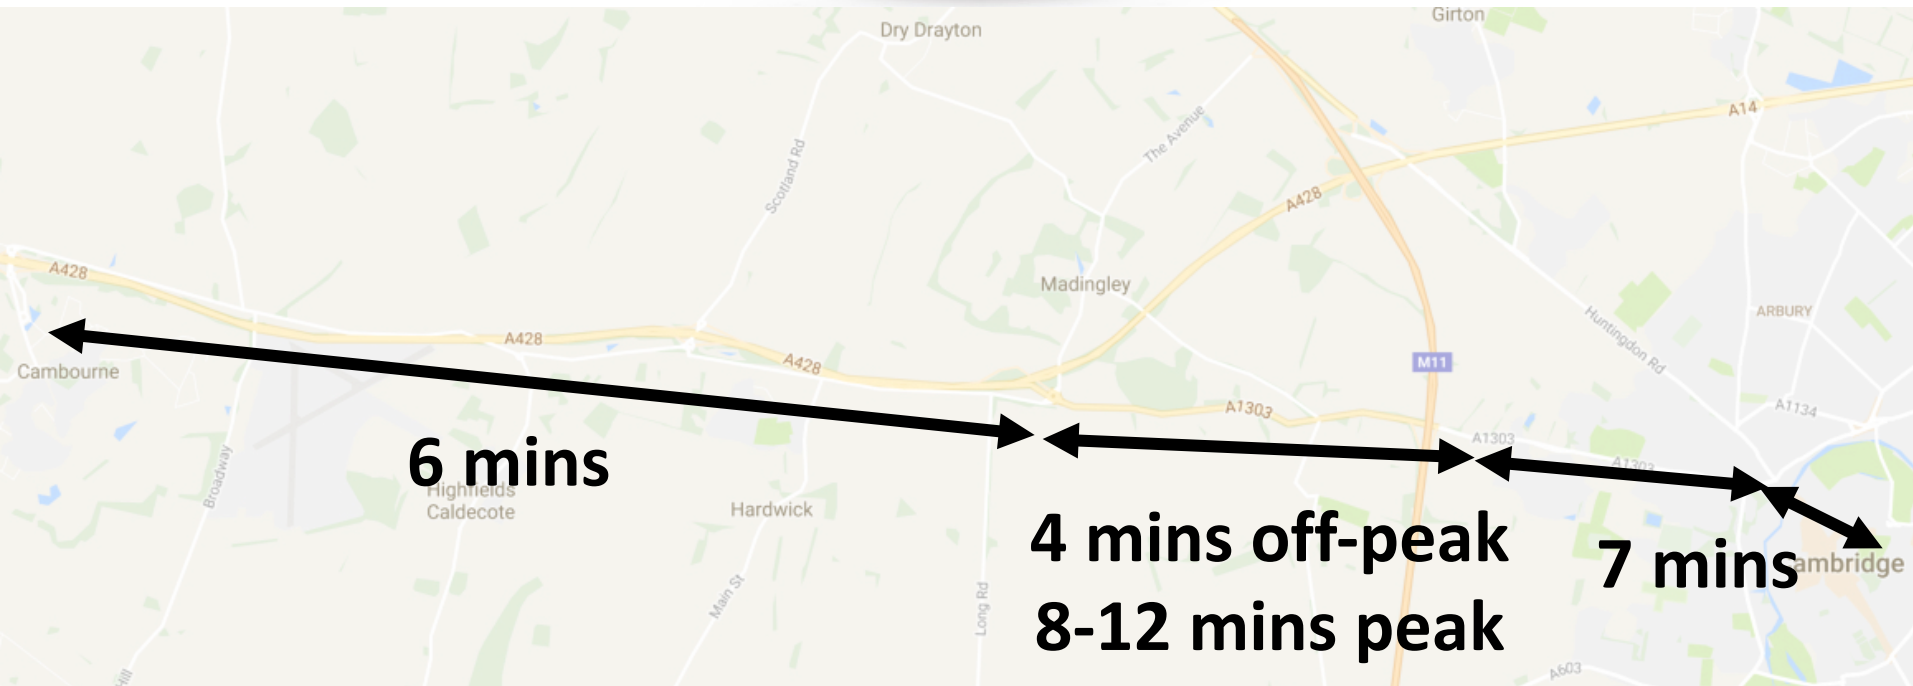 Girton
Dry Drayton
A14
The Avenue
Scotland Rd
A428
Madingley
A428
ARBURY
Huntingdon Rd
A428
M11
A428
Cambourne
A1303
A1134
A1303
A1303
6 mins
Broadway
Highfields
Caldecote
Hardwick
4 mins off-peak
7 mins
ambridge
Main St
Long Rd
8-12 mins peak
A603
Hill